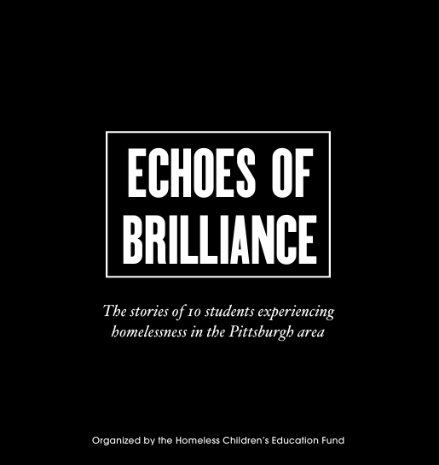 ECHOES OF
BRILLIANCE
The stories of 10 students experiencing
homelessness in the Pittsburgh area
Organized by the Homeless Children's Education Fund